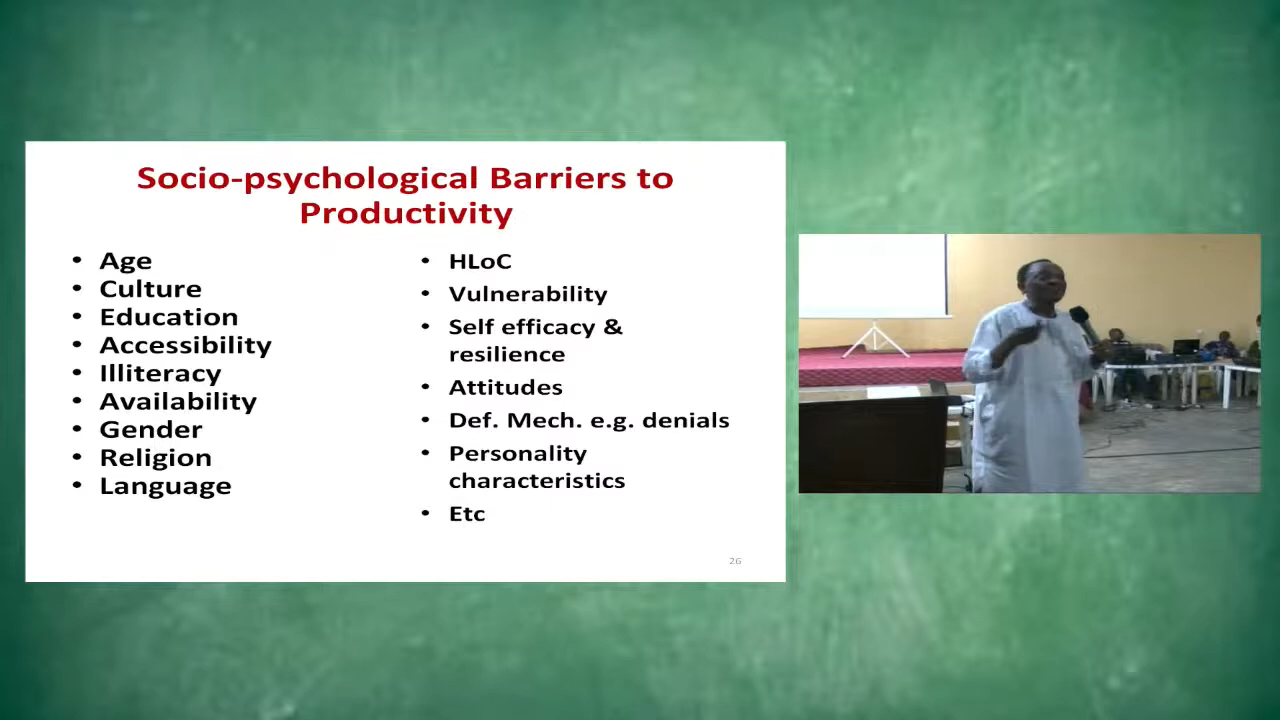 Socio-psychological Barriers to
Productivity
• Age
• Culture
• Education
• Accessibility
• Illiteracy
• Availability
• Gender
• Religion
• Language
• HLoC
• Vulnerability
• Self efficacy &
resilience
• Attitudes
• Def. Mech. e.g. denials
• Personality
characteristics
• Etc
26